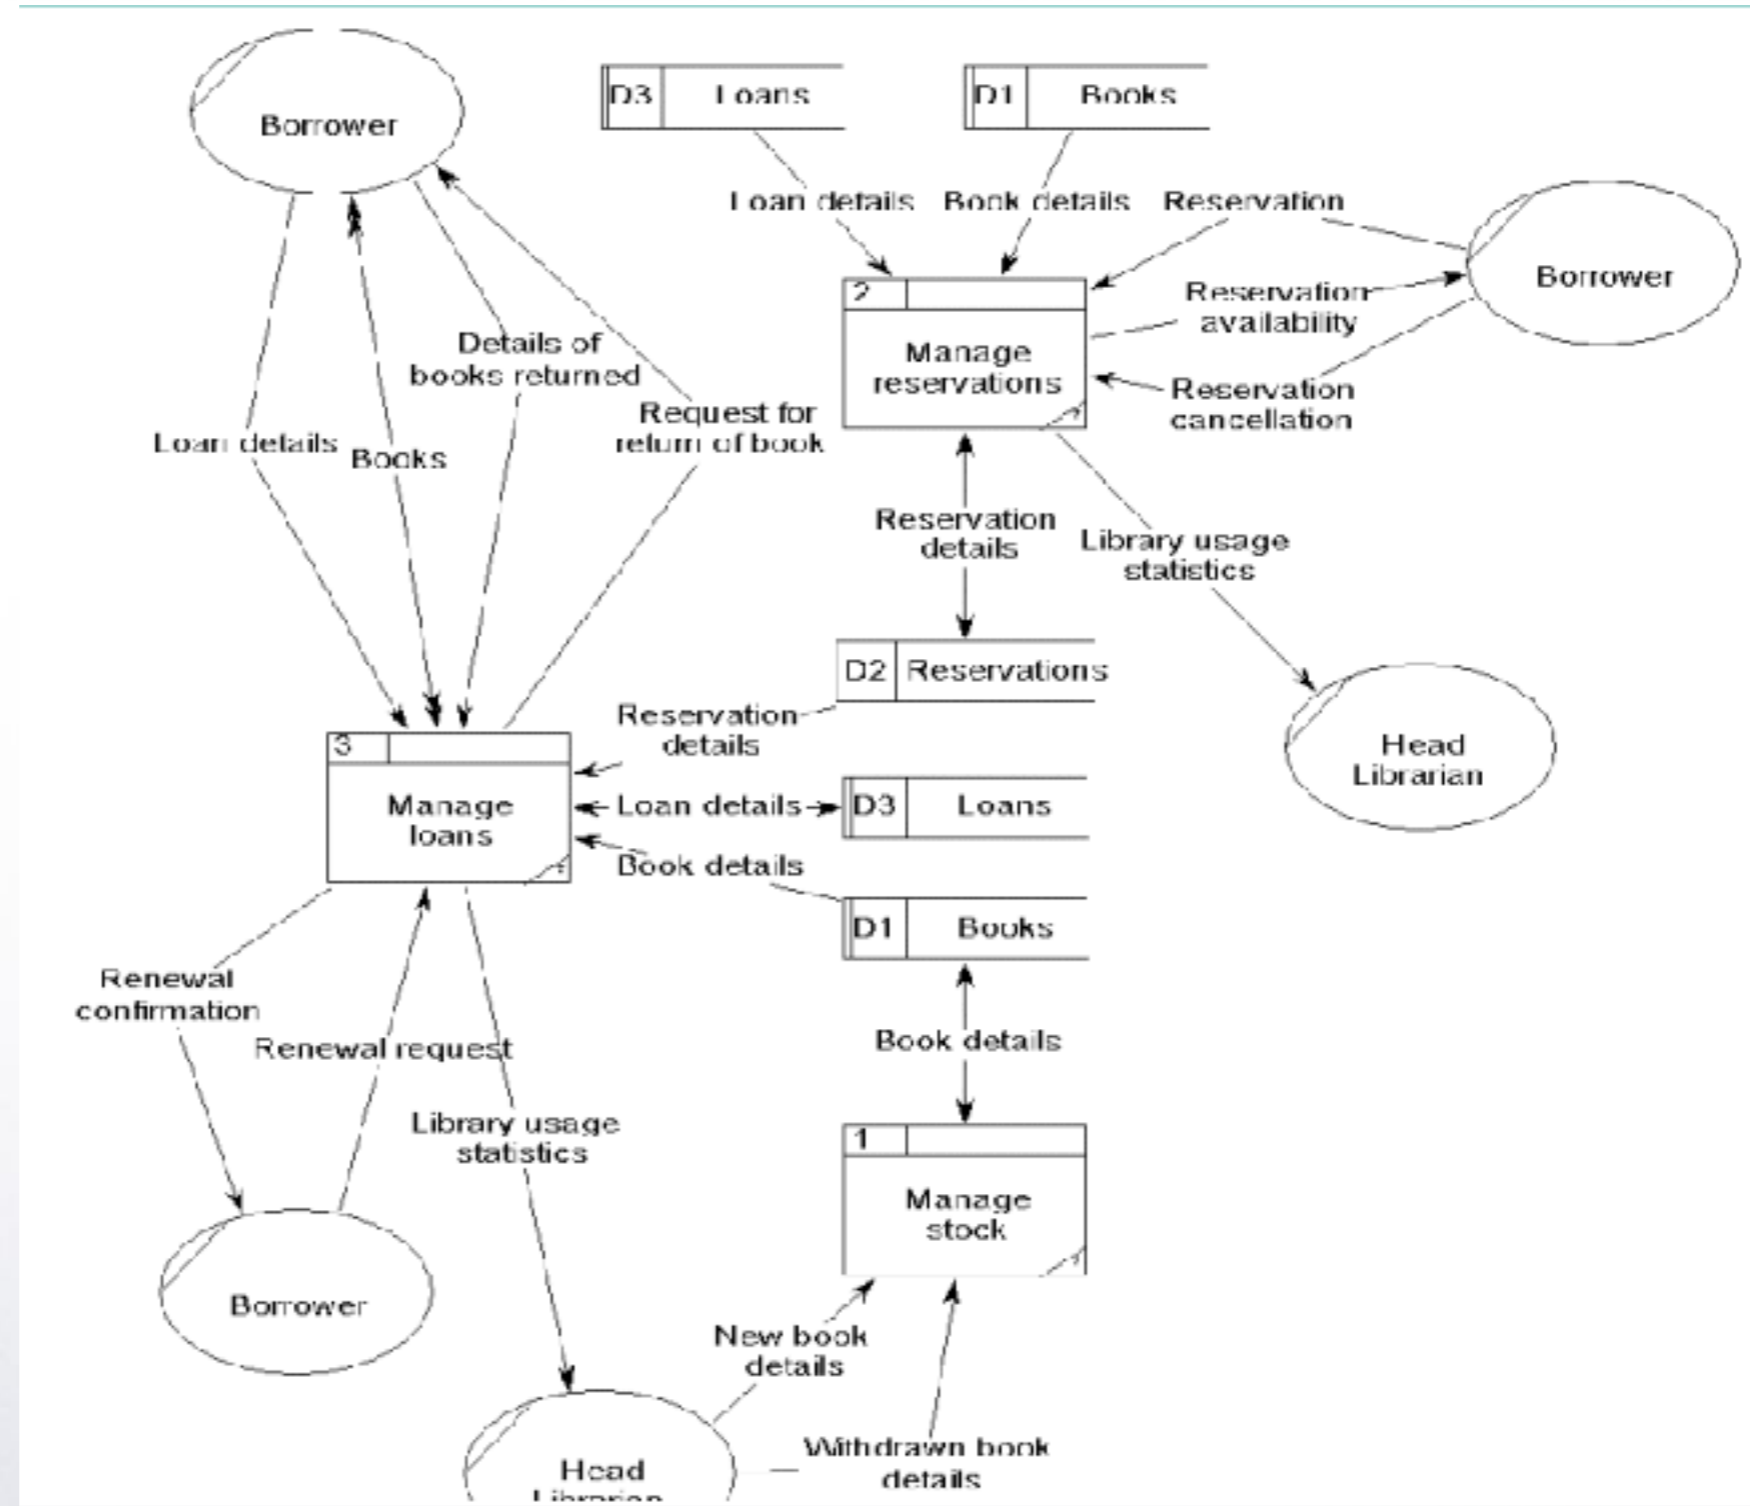 Borrower
D3 Loans
D1 Books
Loan details
Book details
Reservation
Borrower
2
Reservation
availability
Manage
reservations
Reservation
cancellation
Details of
books returned
Request for
return of book
Loan details
Books
Reservation
details
Library usage
statistics
D2 Reservations
Reservation
details
Head
Librarian
3
Manage
loans
Loan details
D3 Loans
Book details
D1 Books
Renewal
confirmation
Renewal request
Book details
Library usage
statistics
1
Manage
stock
Borrower
New book
details
Withdrawn book
details
Head
Librarian